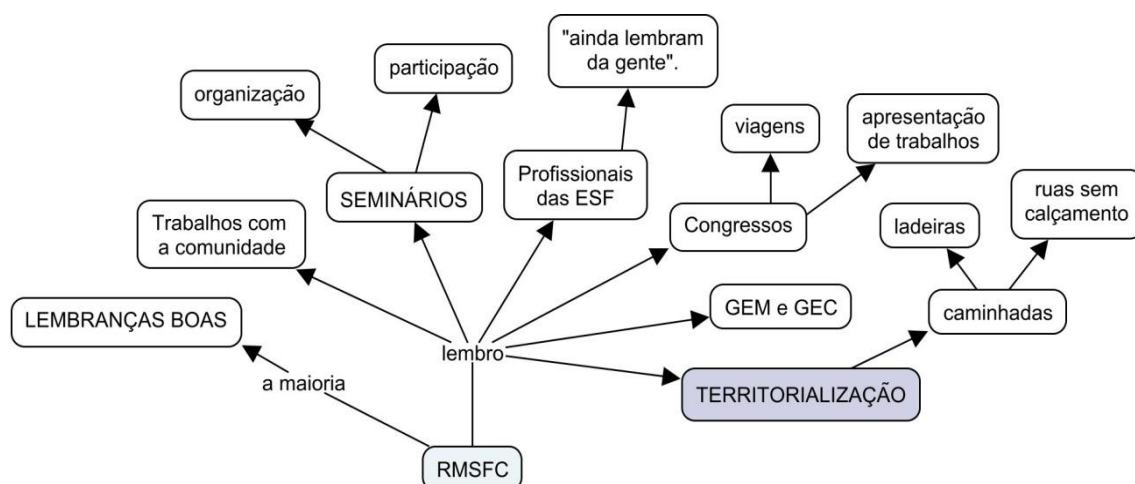 "ainda lembram
da gente".
participação
organização
viagens
apresentação
de trabalhos
Profissionais
das ESF
SEMINÁRIOS
ruas sem
calçamento
Trabalhos com
a comunidade
Congressos
ladeiras
LEMBRANÇAS BOAS
GEM e GEC
caminhadas
lembro
a maioria
TERRITORIALIZAÇÃO
RMSFC